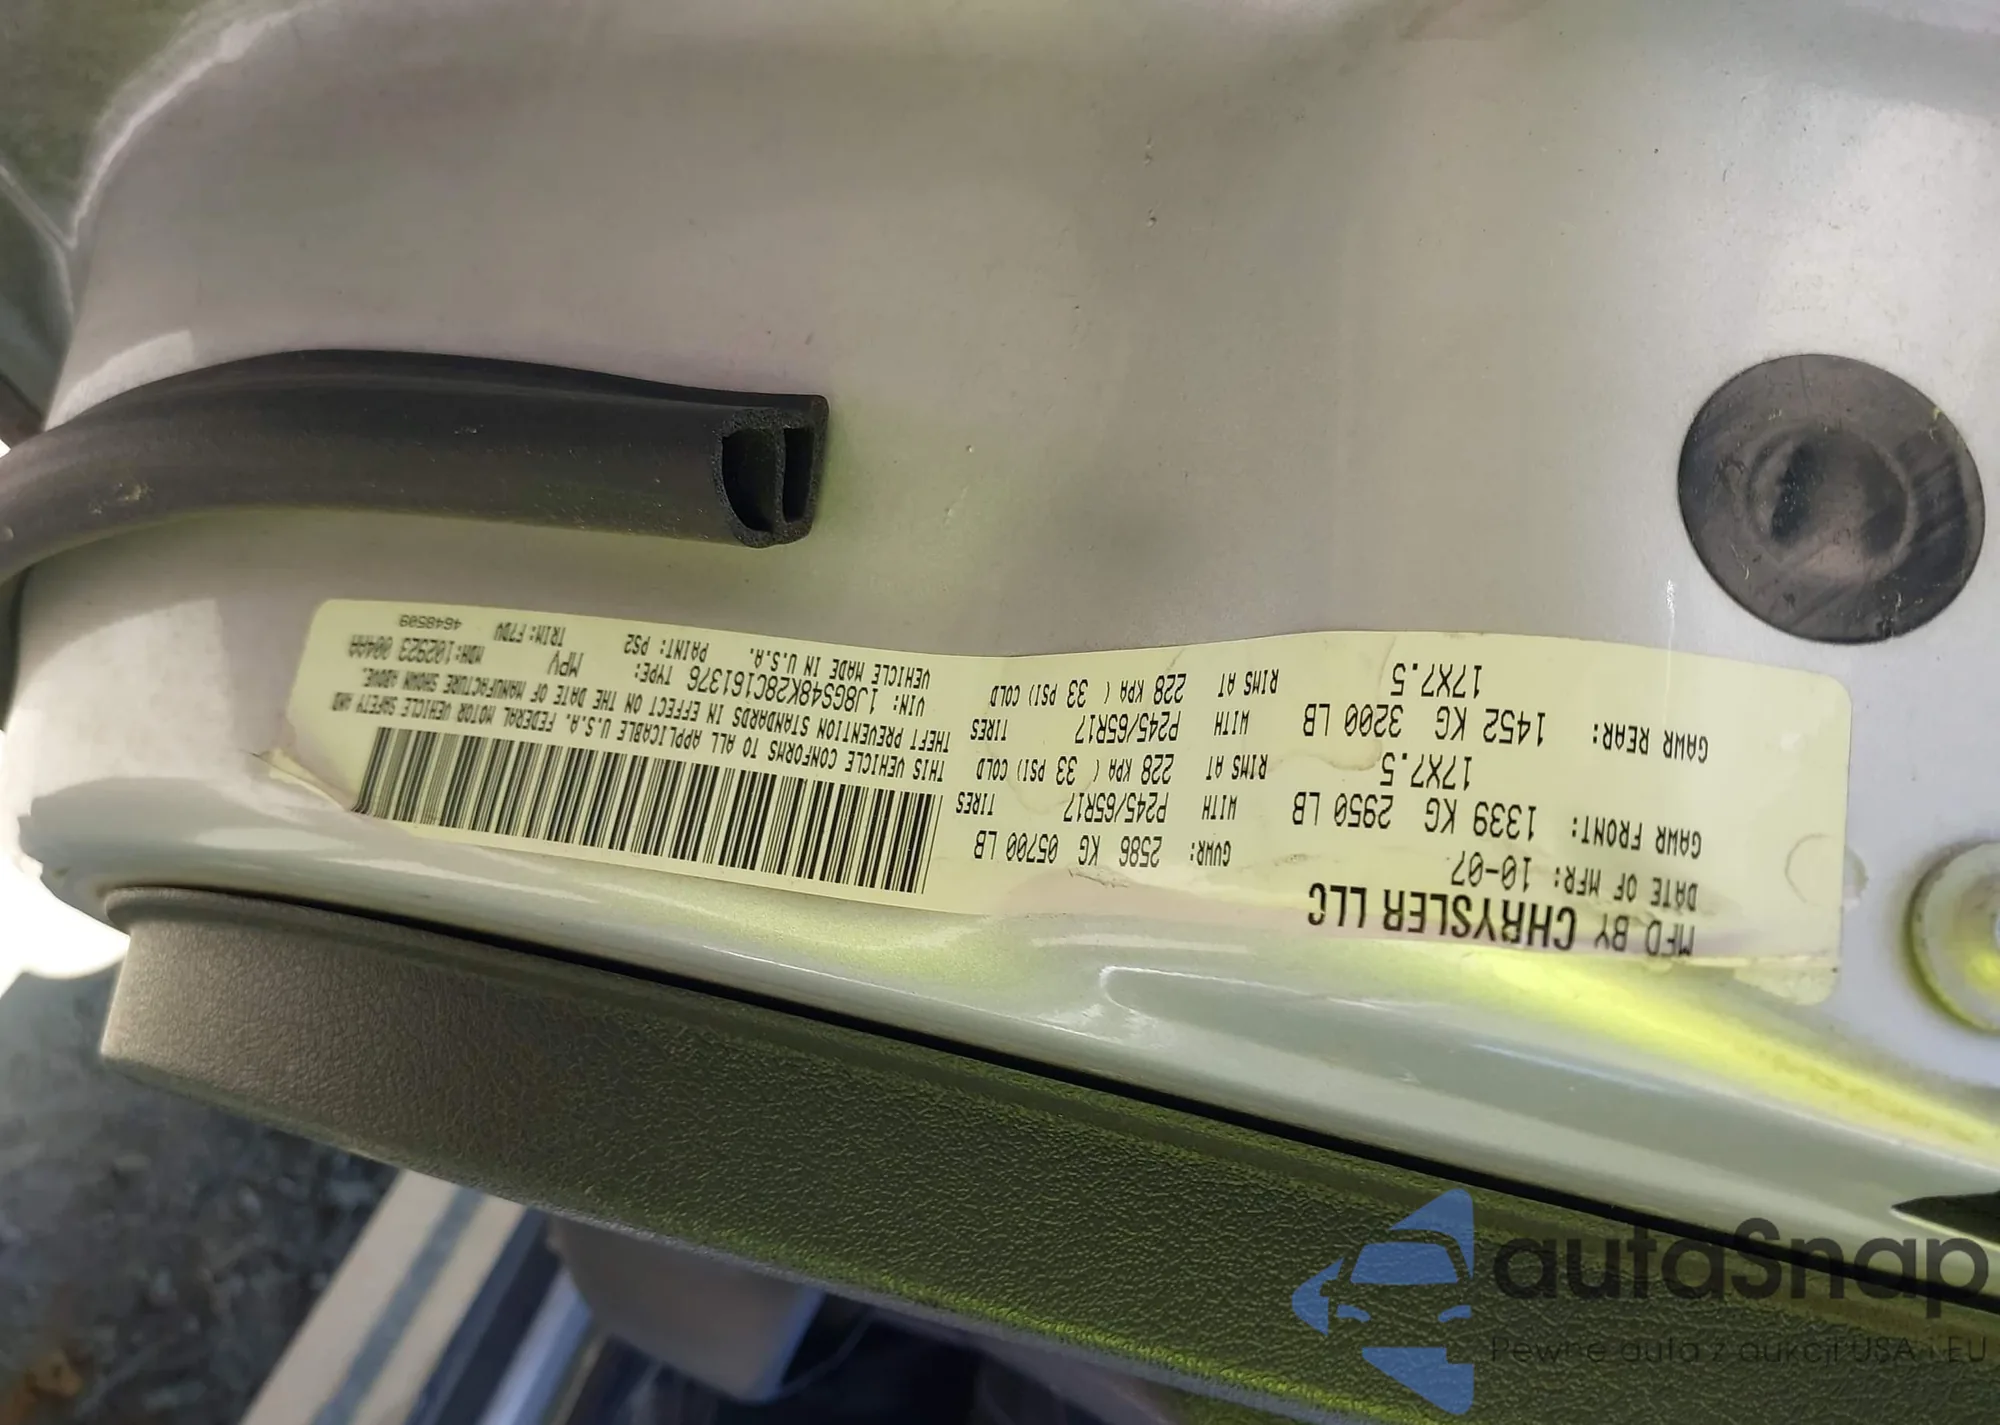 MFD BY CHRYSLER LLC
DATE OF MFR: 10-07
GVWR: 2586 KG 05700 LB
GAWR FRONT: 1339 KG 2950 LB
WITH P245/65R17 TIRES
17X7.5 RIMS AT 228 KPA ( 33 PSI) COLD
GAWR REAR: 1452 KG 3200 LB
WITH P245/65R17 TIRES
17X7.5 RIMS AT 228 KPA ( 33 PSI) COLD
THIS VEHICLE CONFORMS TO ALL APPLICABLE U.S.A. FEDERAL MOTOR VEHICLE SAFETY AND
THEFT PREVENTION STANDARDS IN EFFECT ON THE DATE OF MANUFACTURE SHOWN ABOVE.
VIN: 1J8GS48K28C161376 TYPE: MPV MDH:102923 004AA
VEHICLE MADE IN U.S.A. PAINT: PS2 TRIM: F7DV
4648509
autaSnap
Pewne auta z aukcji USA i EU